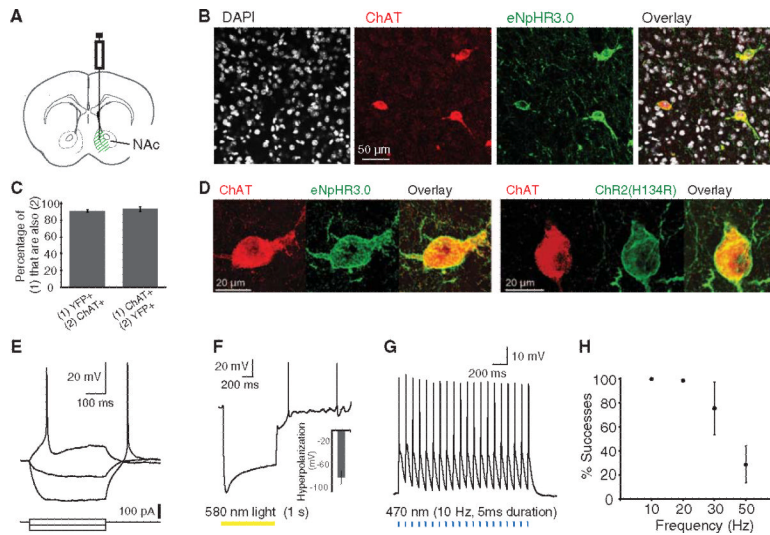 A
NAc
B
DAPI
ChAT
eNpHR3.0
Overlay
50 μm
C
Percentage of
(1) that are also (2)
100
80
60
40
20
0
(1) YFP+
(2) ChAT+
(1) ChAT+
(2) YFP+
D
ChAT
eNpHR3.0
Overlay
20 μm
ChAT
ChR2(H134R)
Overlay
20 μm
E
20 mV
100 ms
100 pA
F
20 mV
200 ms
Hyperpolarization
(mV)
-20
-60
-100
580 nm light (1 s)
G
10 mV
200 ms
470 nm (10 Hz, 5ms duration)
H
% Successes
100
80
60
40
20
0
10 20 30 50
Frequency (Hz)